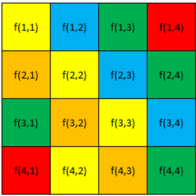 f(1,1) f(1,2) f(1,3) f(1,4)
f(2,1) f(2,2) f(2,3) f(2,4)
f(3,1) f(3,2) f(3,3) f(3,4)
f(4,1) f(4,2) f(4,3) f(4,4)